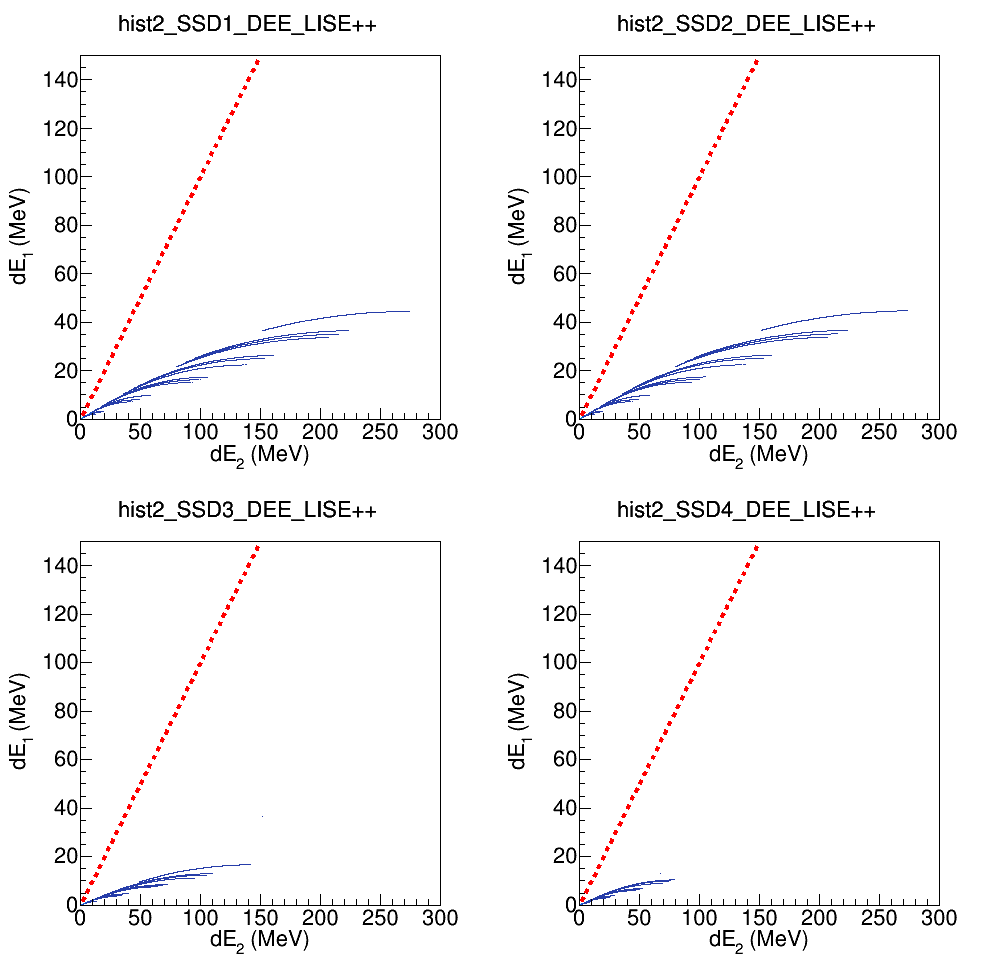 hist2_SSD1_DEE_LISE++
140
120
100
80
60
40
20
0
dE1 (MeV)
0 50 100 150 200 250 300
dE2 (MeV)
hist2_SSD2_DEE_LISE++
140
120
100
80
60
40
20
0
dE1 (MeV)
0 50 100 150 200 250 300
dE2 (MeV)
hist2_SSD3_DEE_LISE++
140
120
100
80
60
40
20
0
dE1 (MeV)
0 50 100 150 200 250 300
dE2 (MeV)
hist2_SSD4_DEE_LISE++
140
120
100
80
60
40
20
0
dE1 (MeV)
0 50 100 150 200 250 300
dE2 (MeV)